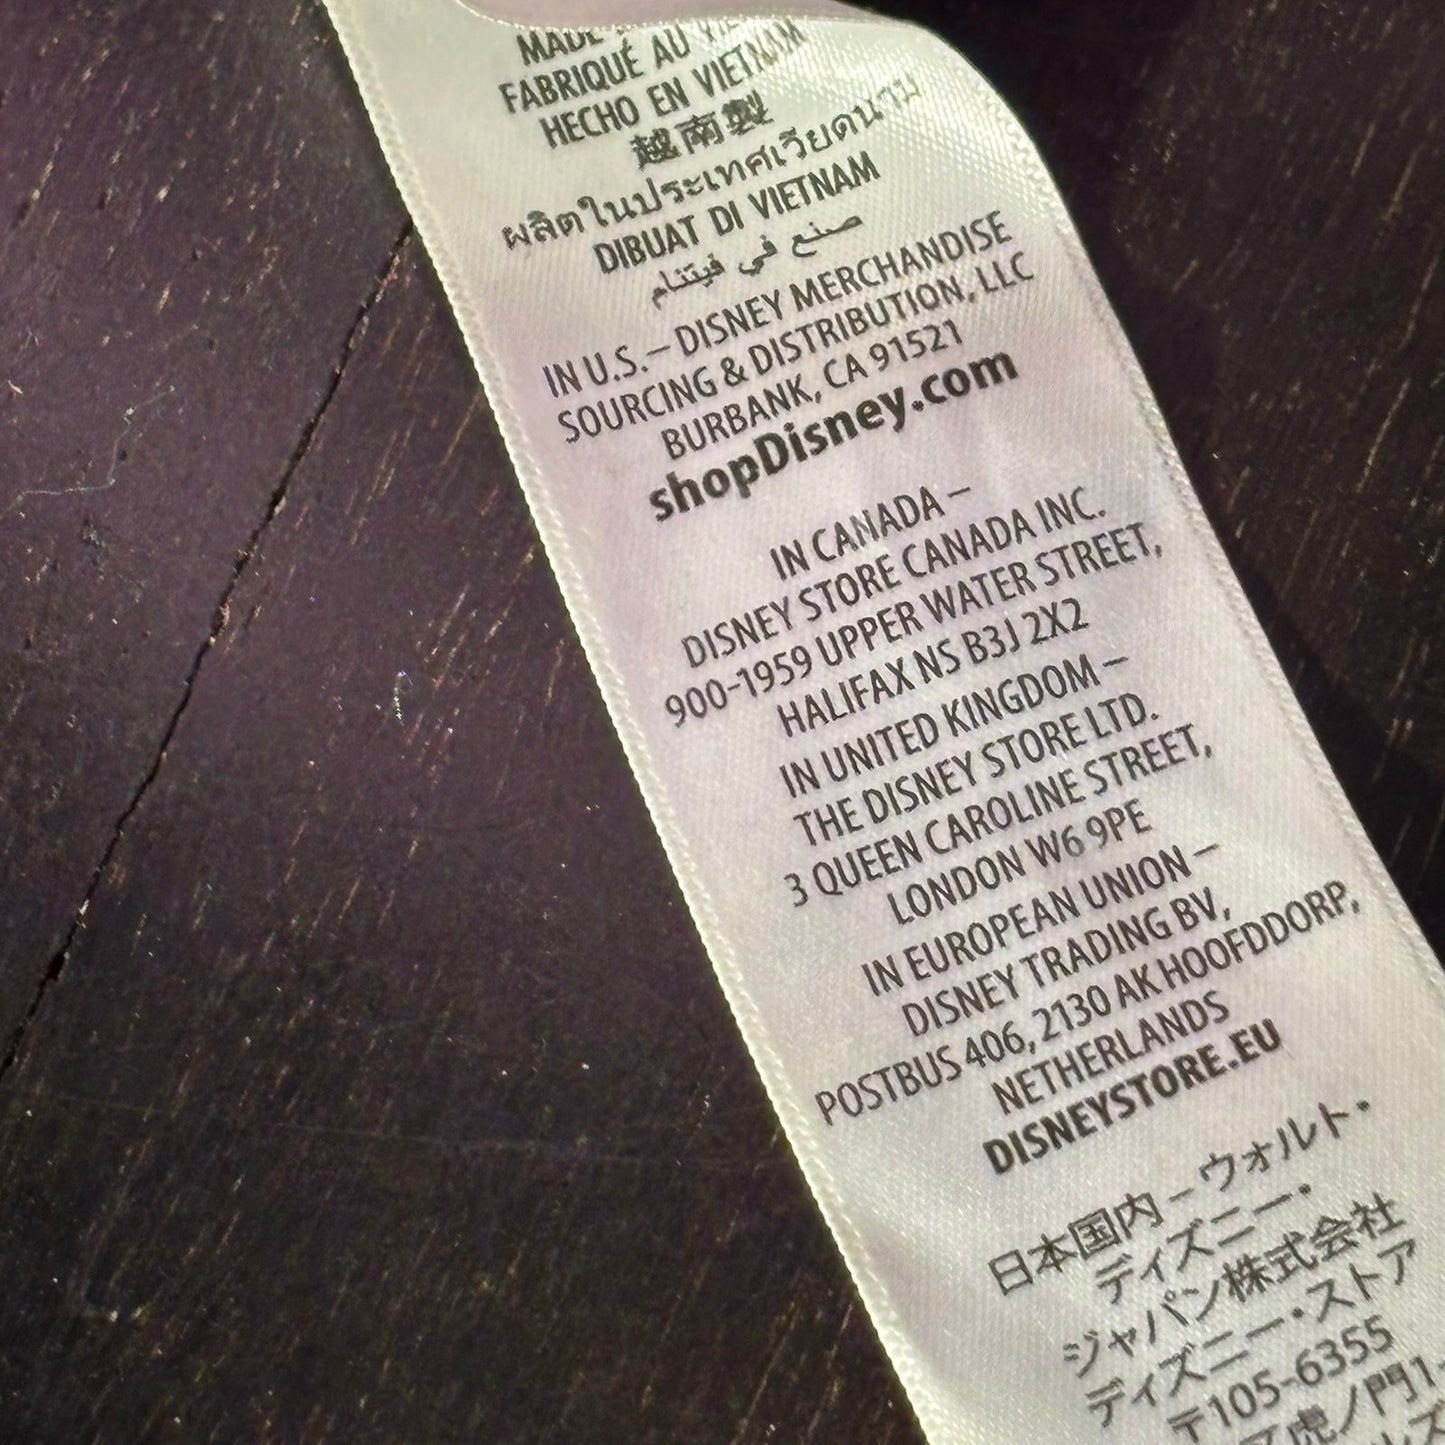 MADE
FABRIQUÉ AU VIETNAM
HECHO EN VIETNAM
越南製
ผลิตในประเทศเวียดนาม
DIBUAT DI VIETNAM
صنع في فيتنام
IN U.S. – DISNEY MERCHANDISE
SOURCING & DISTRIBUTION, LLC
BURBANK, CA 91521
shopDisney.com
IN CANADA –
DISNEY STORE CANADA INC.
900-1959 UPPER WATER STREET,
HALIFAX NS B3J 2X2
IN UNITED KINGDOM –
THE DISNEY STORE LTD.
3 QUEEN CAROLINE STREET,
LONDON W6 9PE
IN EUROPEAN UNION –
DISNEY TRADING BV,
POSTBUS 406, 2130 AK HOOFDDORP,
NETHERLANDS
DISNEYSTORE.EU
日本国内 – ウォルト・
ディズニー・
ジャパン株式会社
ディズニー・ストア
〒105-6355
虎ノ門1-